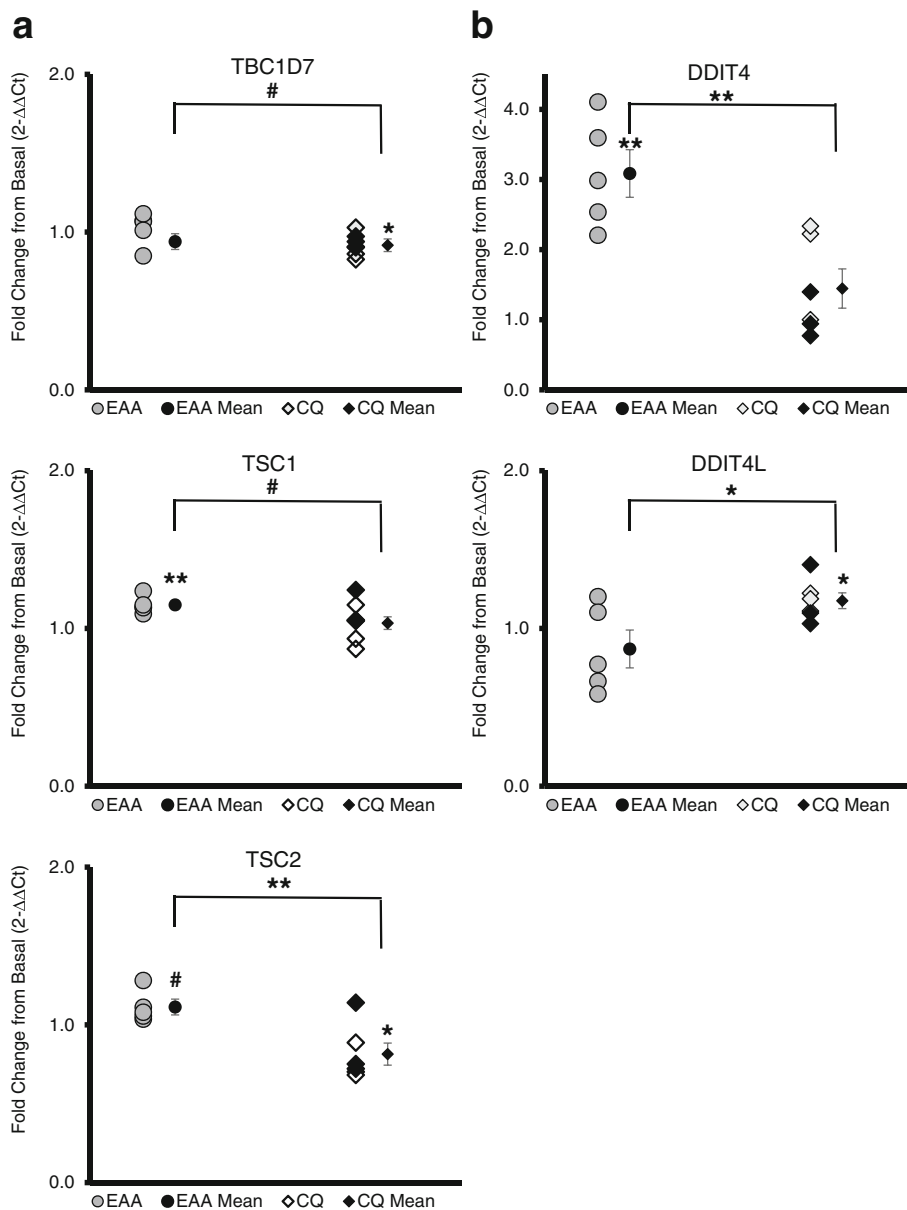 a
TBC1D7
Fold Change from Basal (2-ΔΔCt)
2.0
1.0
0.0
#
*
EAA EAA Mean CQ CQ Mean
TSC1
Fold Change from Basal (2-ΔΔCt)
2.0
1.0
0.0
#
**
EAA EAA Mean CQ CQ Mean
TSC2
Fold Change from Basal (2-ΔΔCt)
2.0
1.0
0.0
**
#
*
EAA EAA Mean CQ CQ Mean
b
DDIT4
Fold Change from Basal (2-ΔΔCt)
4.0
3.0
2.0
1.0
0.0
**
**
EAA EAA Mean CQ CQ Mean
DDIT4L
Fold Change from Basal (2-ΔΔCt)
2.0
1.0
0.0
*
*
EAA EAA Mean CQ CQ Mean